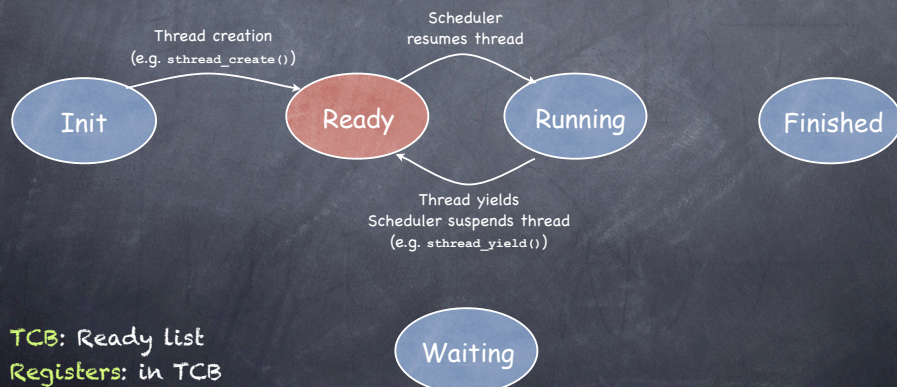 Scheduler
resumes thread
Thread creation
(e.g. sthread_create())
Init
Ready
Running
Finished
Thread yields
Scheduler suspends thread
(e.g. sthread_yield())
TCB: Ready list
Registers: in TCB
Waiting